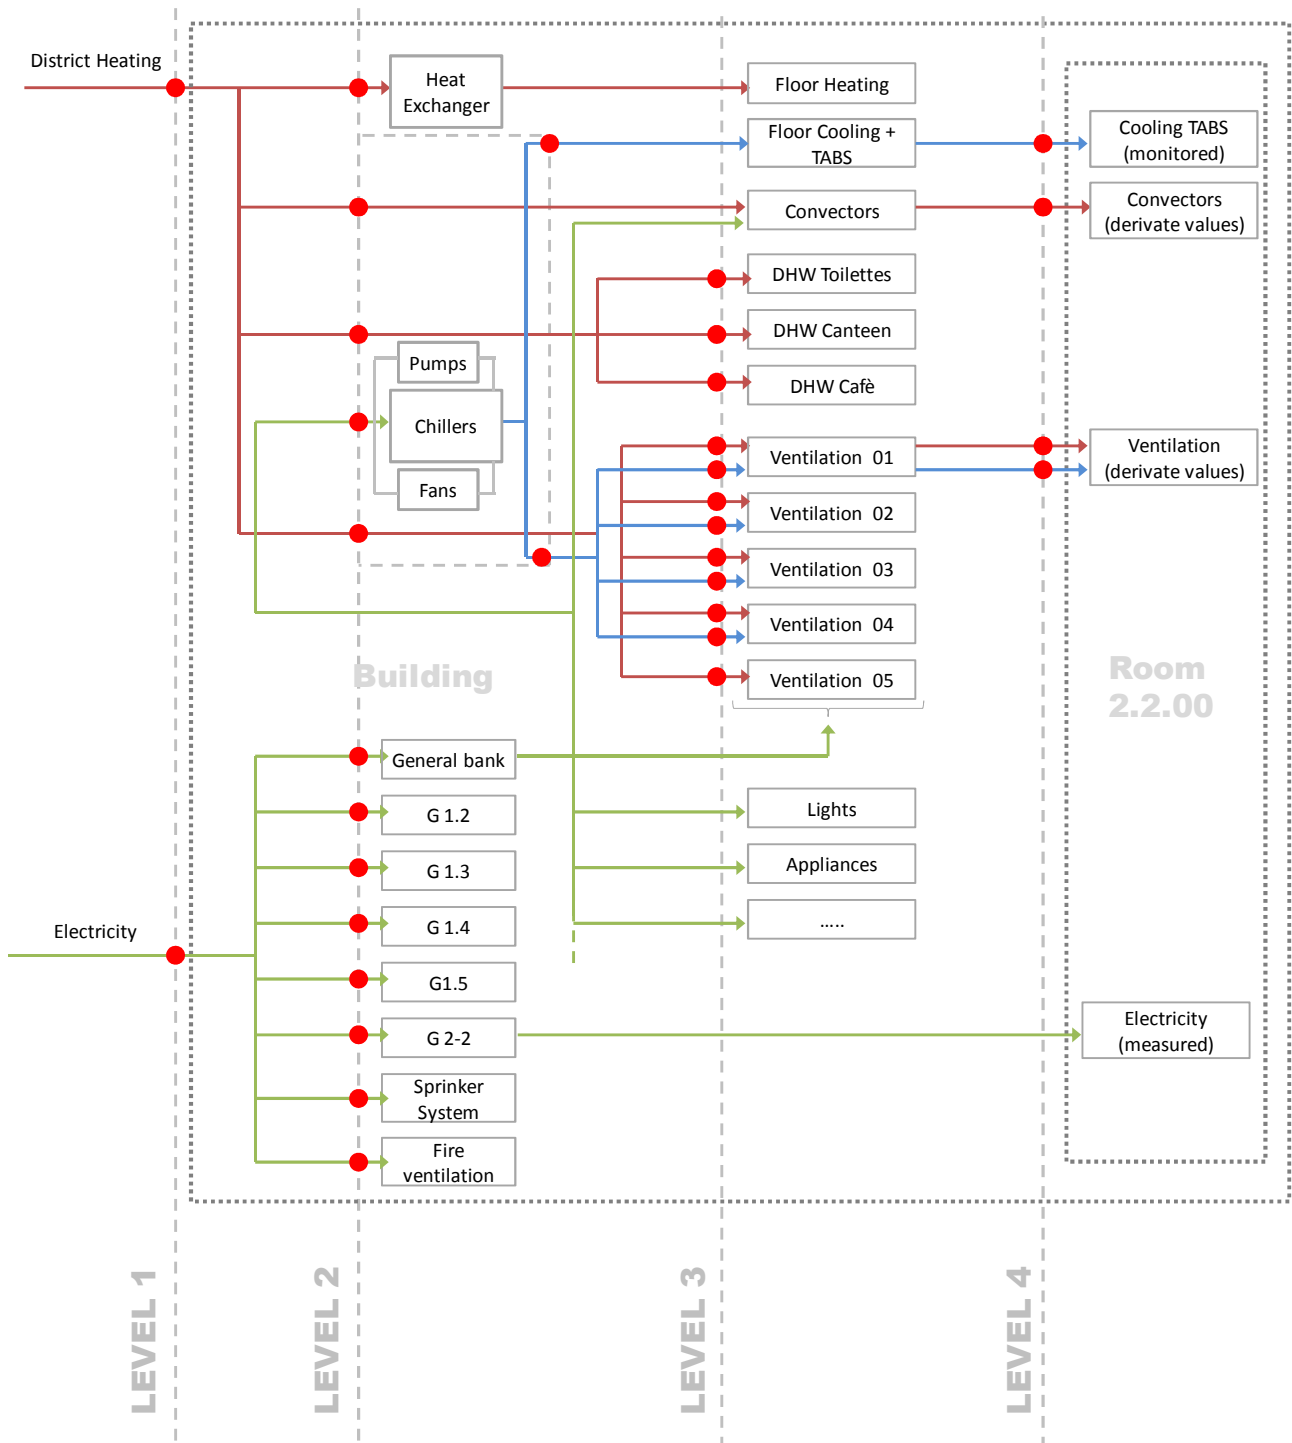 District Heating
Heat
Exchanger
Floor Heating
Floor Cooling +
TABS
Cooling TABS
(monitored)
Convectors
Convectors
(derivate values)
DHW Toilettes
DHW Canteen
DHW Cafè
Pumps
Chillers
Fans
Ventilation 01
Ventilation
(derivate values)
Ventilation 02
Ventilation 03
Ventilation 04
Ventilation 05
Building
Room
2.2.00
General bank
G 1.2
G 1.3
G 1.4
G1.5
G 2-2
Sprinker
System
Fire
ventilation
Lights
Appliances
.....
Electricity
Electricity
(measured)
LEVEL 1
LEVEL 2
LEVEL 3
LEVEL 4